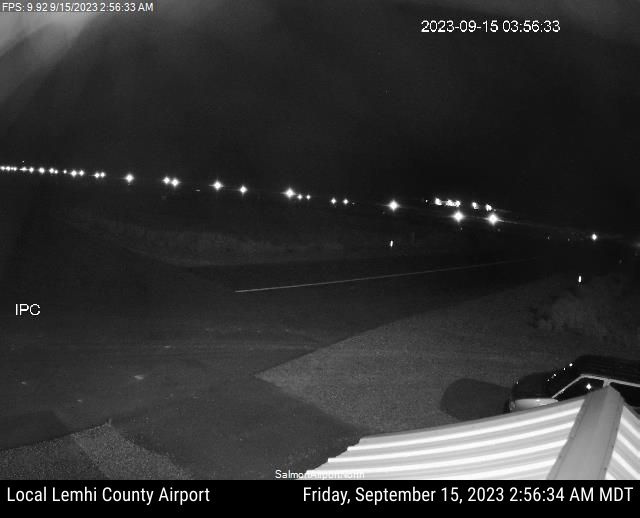 FPS: 9.92 9/15/2023 2:56:33 AM
2023-09-15 03:56:33
IPC
Local Lemhi County Airport
Friday, September 15, 2023 2:56:34 AM MDT